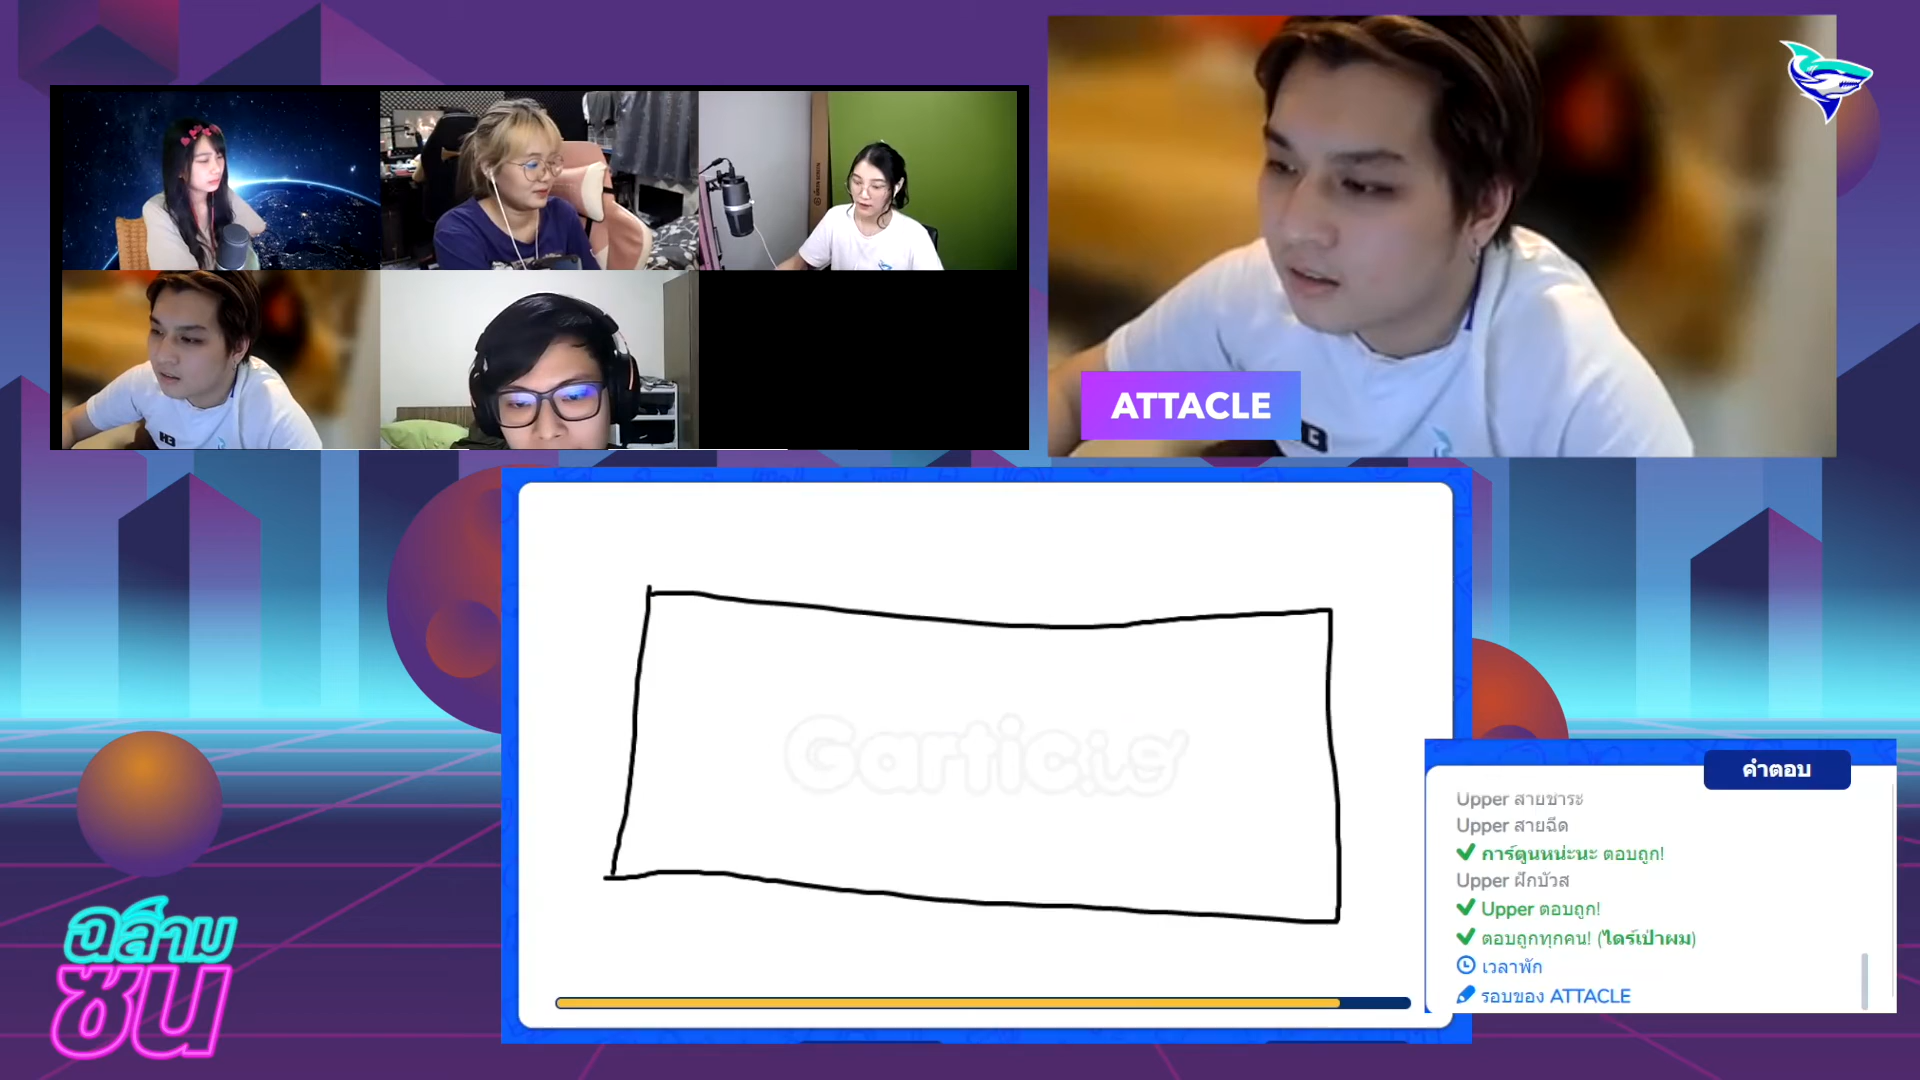 ATTACLE
Gartic.io
คำตอบ
Upper สายชำระ
Upper สายฉีด
การ์ตูนหน่ะนะ ตอบถูก!
Upper ฝักบัวส
Upper ตอบถูก!
ตอบถูกทุกคน! (ไดร์เป่าผม)
เวลาพัก
รอบของ ATTACLE
ฉลาม
ชน